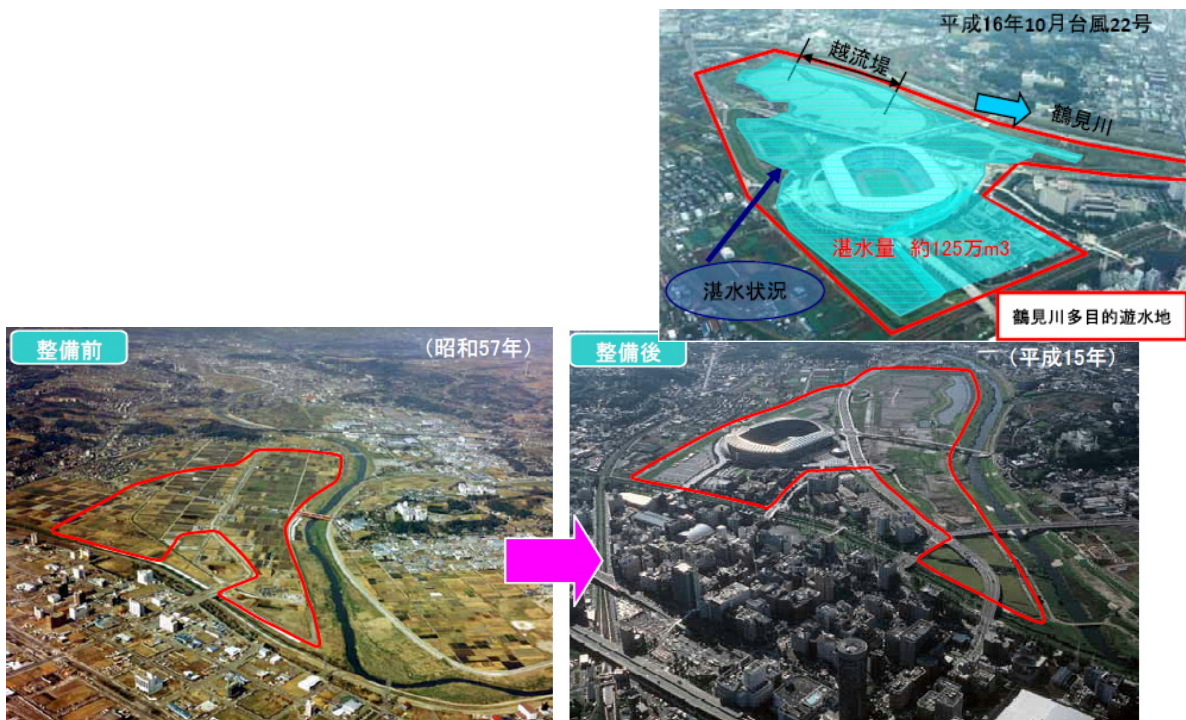 平成16年10月台風22号
越流堤
鶴見川
湛水量 約125万m3
湛水状況
鶴見川多目的遊水地
整備前
(昭和57年)
整備後
(平成15年)